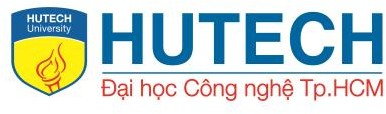 HUTECH
University
HUTECH
Đại học Công nghệ Tp.HCM